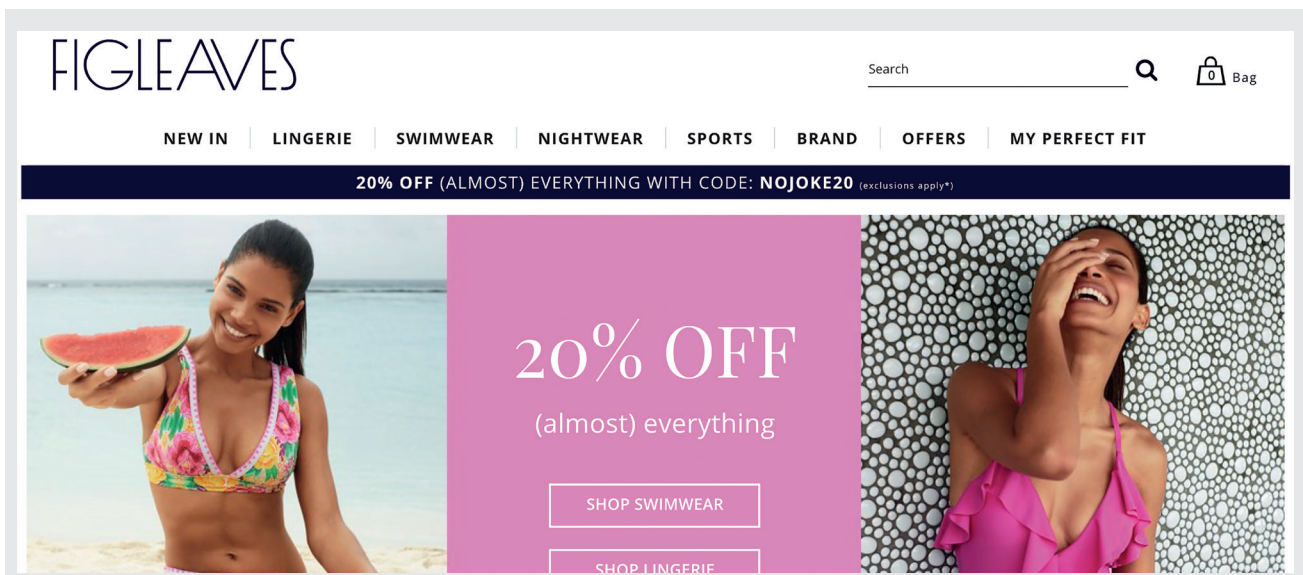 FIGLEAVES
Search
0 Bag
NEW IN LINGERIE SWIMWEAR NIGHTWEAR SPORTS BRAND OFFERS MY PERFECT FIT
20% OFF (ALMOST) EVERYTHING WITH CODE: NOJOKE20 (exclusions apply*)
20% OFF
(almost) everything
SHOP SWIMWEAR
SHOP LINGERIE